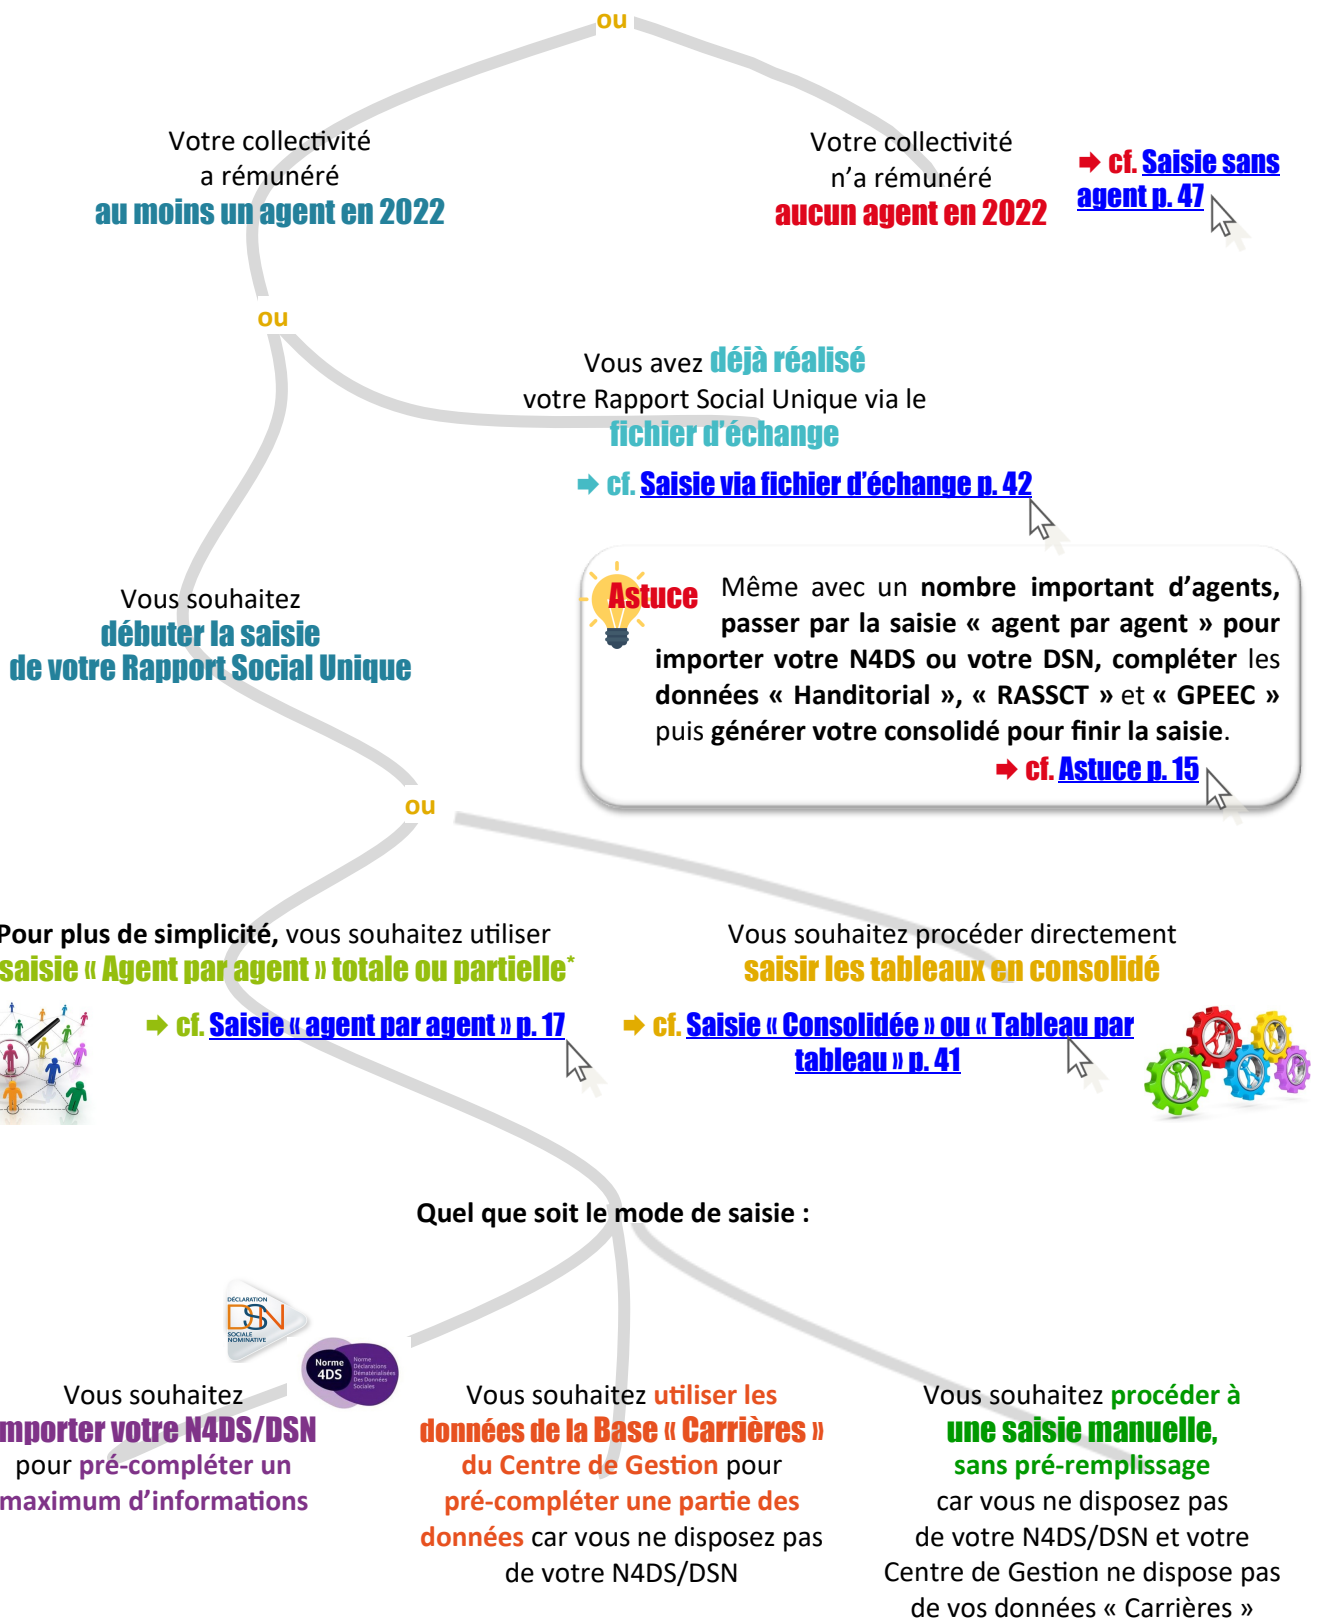 ou
Votre collectivité
a rémunéré
au moins un agent en 2022
Votre collectivité
n'a rémunéré
aucun agent en 2022
➡ cf. Saisie sans
agent p. 47
ou
Vous avez déjà réalisé
votre Rapport Social Unique via le
fichier d'échange
➡ cf. Saisie via fichier d'échange p. 42
Vous souhaitez
débuter la saisie
de votre Rapport Social Unique
Astuce
Même avec un nombre important d'agents,
passer par la saisie « agent par agent » pour
importer votre N4DS ou votre DSN, compléter les
données « Handitorial », « RASSCT » et « GPEEC »
puis générer votre consolidé pour finir la saisie.
➡ cf. Astuce p. 15
ou
Pour plus de simplicité, vous souhaitez utiliser
saisie « Agent par agent » totale ou partielle*
➡ cf. Saisie « agent par agent » p. 17
Vous souhaitez procéder directement
saisir les tableaux en consolidé
➡ cf. Saisie « Consolidée » ou « Tableau par
tableau » p. 41
Quel que soit le mode de saisie :
DÉCLARATION
DSN
SOCIALE
NOMINATIVE
Norme
4DS
Norme
Déclarations
Dématérialisées
Des Données
Sociales
Vous souhaitez
mporter votre N4DS/DSN
pour pré-compléter un
maximum d'informations
Vous souhaitez utiliser les
données de la Base « Carrières »
du Centre de Gestion pour
pré-compléter une partie des
données car vous ne disposez pas
de votre N4DS/DSN
Vous souhaitez procéder à
une saisie manuelle,
sans pré-remplissage
car vous ne disposez pas
de votre N4DS/DSN et votre
Centre de Gestion ne dispose pas
de vos données « Carrières »